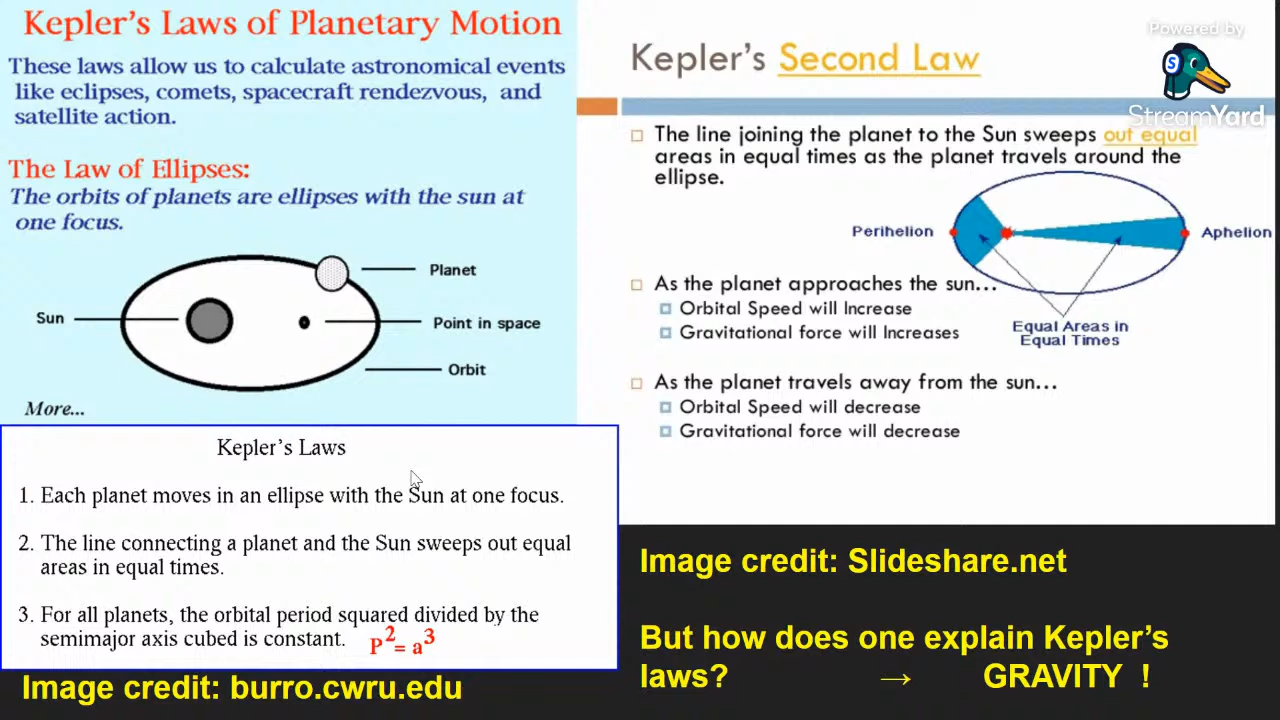 Kepler's Laws of Planetary Motion
These laws allow us to calculate astronomical events
like eclipses, comets, spacecraft rendezvous, and
satellite action.
The Law of Ellipses:
The orbits of planets are ellipses with the sun at
one focus.
Planet
Sun
Point in space
Orbit
More...
Kepler's Laws
1. Each planet moves in an ellipse with the Sun at one focus.
2. The line connecting a planet and the Sun sweeps out equal
areas in equal times.
3. For all planets, the orbital period squared divided by the
semimajor axis cubed is constant. P² = a³
Image credit: burro.cwru.edu
Powered by
S
StreamYard
Kepler's Second Law
The line joining the planet to the Sun sweeps out equal
areas in equal times as the planet travels around the
ellipse.
Perihelion
Aphelion
As the planet approaches the sun...
Orbital Speed will Increase
Gravitational force will Increases
Equal Areas in
Equal Times
As the planet travels away from the sun...
Orbital Speed will decrease
Gravitational force will decrease
Image credit: Slideshare.net
But how does one explain Kepler's
laws? → GRAVITY !